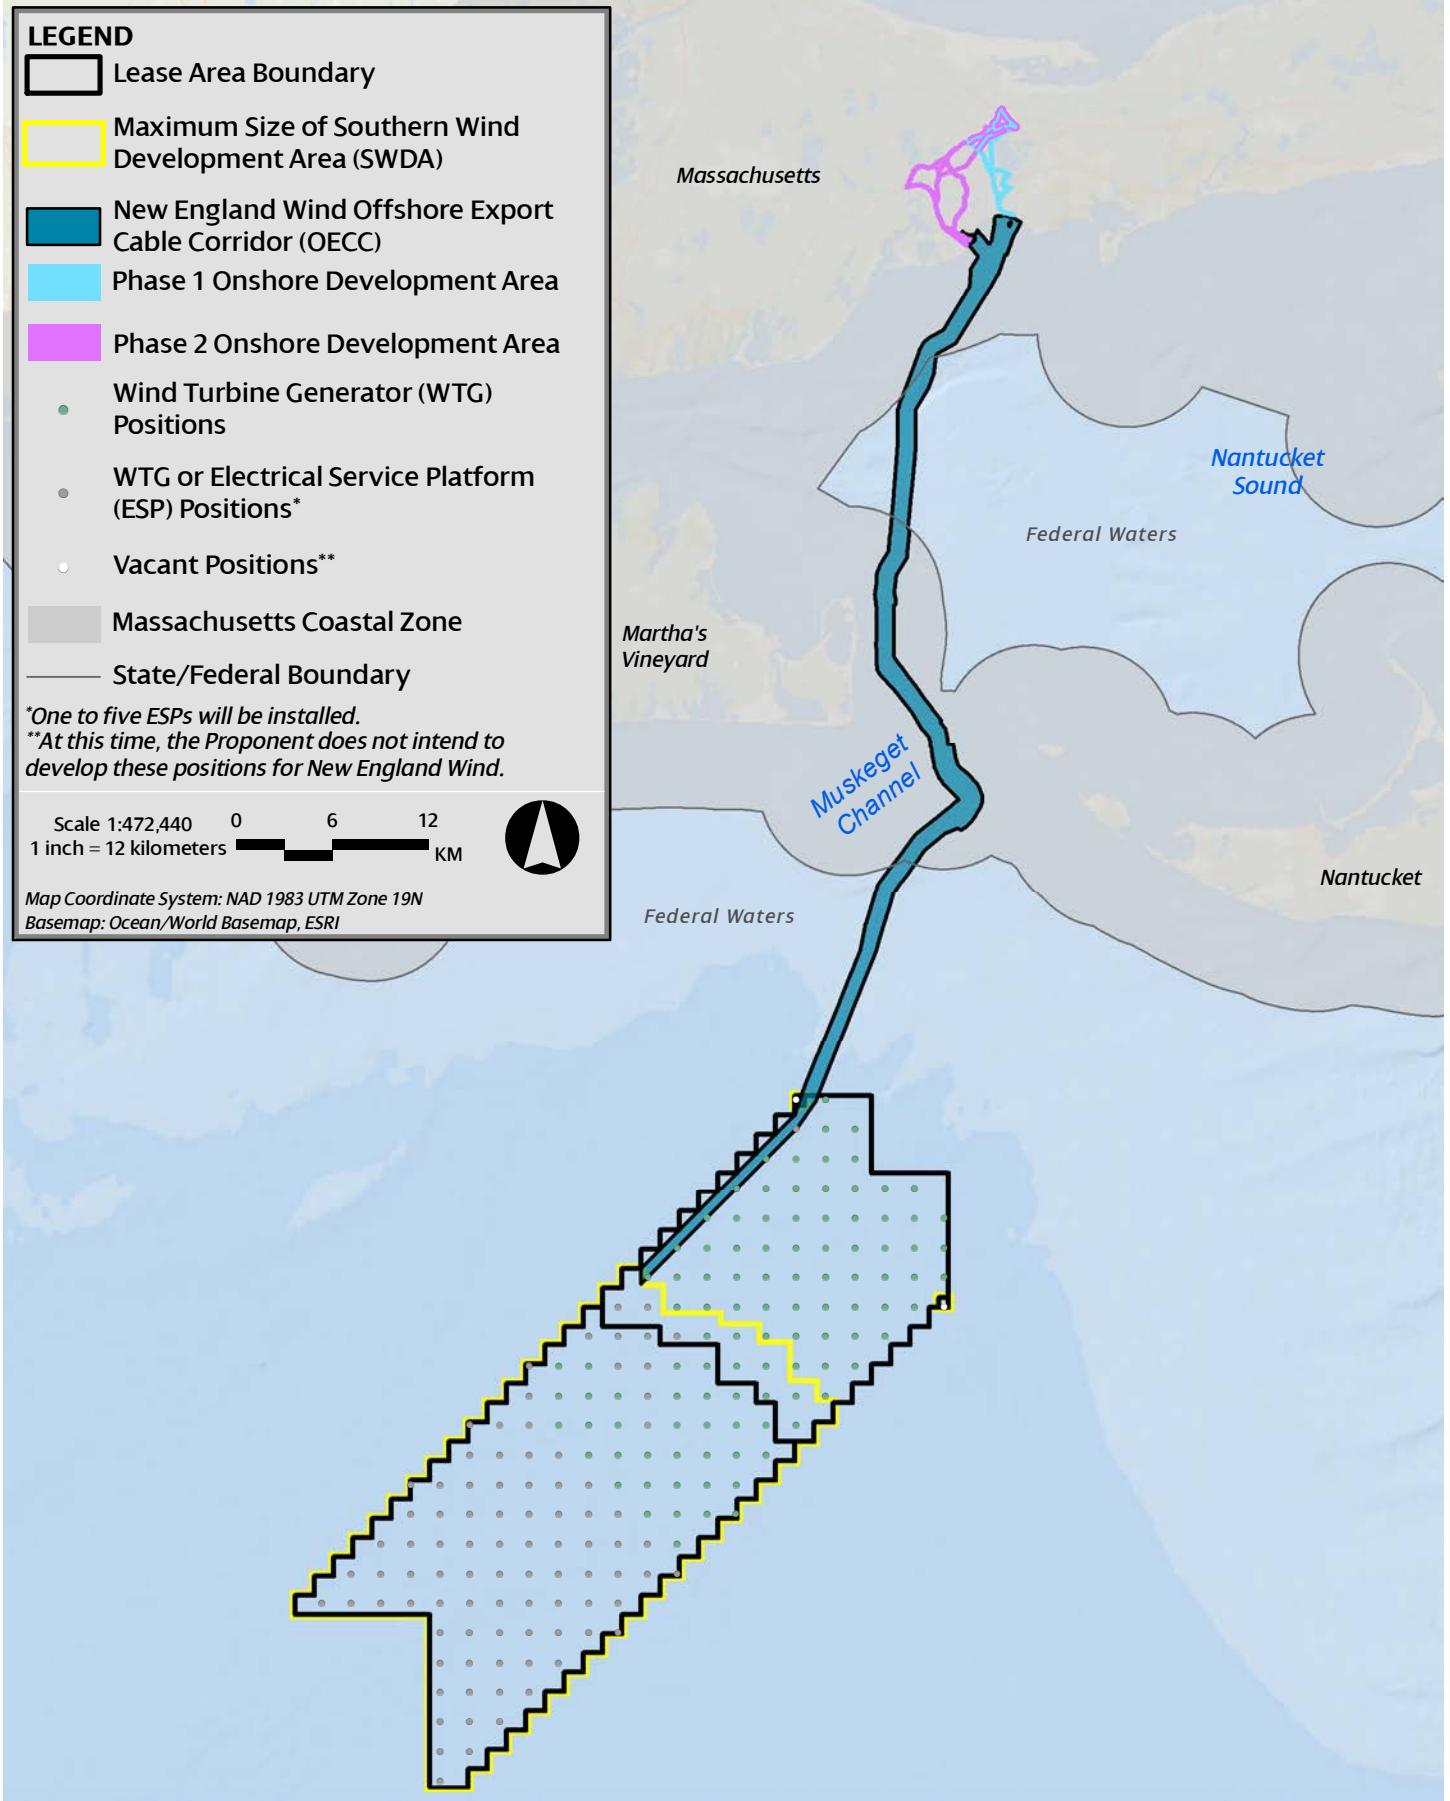 LEGEND
Lease Area Boundary
Maximum Size of Southern Wind
Development Area (SWDA)
New England Wind Offshore Export
Cable Corridor (OECC)
Phase 1 Onshore Development Area
Phase 2 Onshore Development Area
Wind Turbine Generator (WTG)
Positions
WTG or Electrical Service Platform
(ESP) Positions*
Vacant Positions**
Massachusetts Coastal Zone
State/Federal Boundary
*One to five ESPs will be installed.
**At this time, the Proponent does not intend to
develop these positions for New England Wind.
Scale 1:472,440
1 inch = 12 kilometers
0 6 12
KM
Map Coordinate System: NAD 1983 UTM Zone 19N
Basemap: Ocean/World Basemap, ESRI
Massachusetts
Nantucket
Sound
Federal Waters
Martha's
Vineyard
Muskeget
Channel
Nantucket
Federal Waters